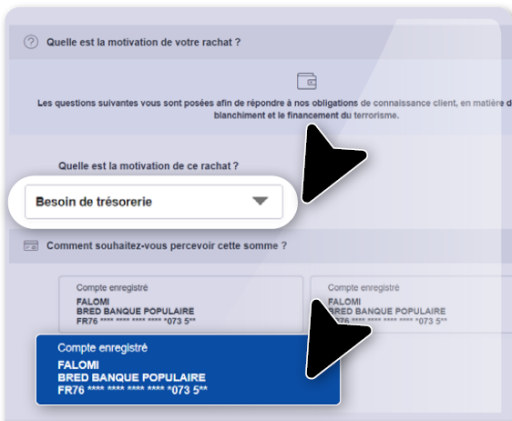 Quelle est la motivation de votre rachat ?
Les questions suivantes vous sont posées afin de répondre à nos obligations de connaissance client, en matière d
blanchiment et le financement du terrorisme.
Quelle est la motivation de ce rachat ?
Besoin de trésorerie
Comment souhaitez-vous percevoir cette somme ?
Compte enregistré
FALOMI
BRED BANQUE POPULAIRE
FR76 **** **** **** **** *073 5**
Compte enregistré
FALOMI
BRED BANQUE POPULAIRE
FR76 **** **** **** **** *073 5**
Compte enregistré
FALOMI
BRED BANQUE POPULAIRE
FR76 **** **** **** **** *073 5**